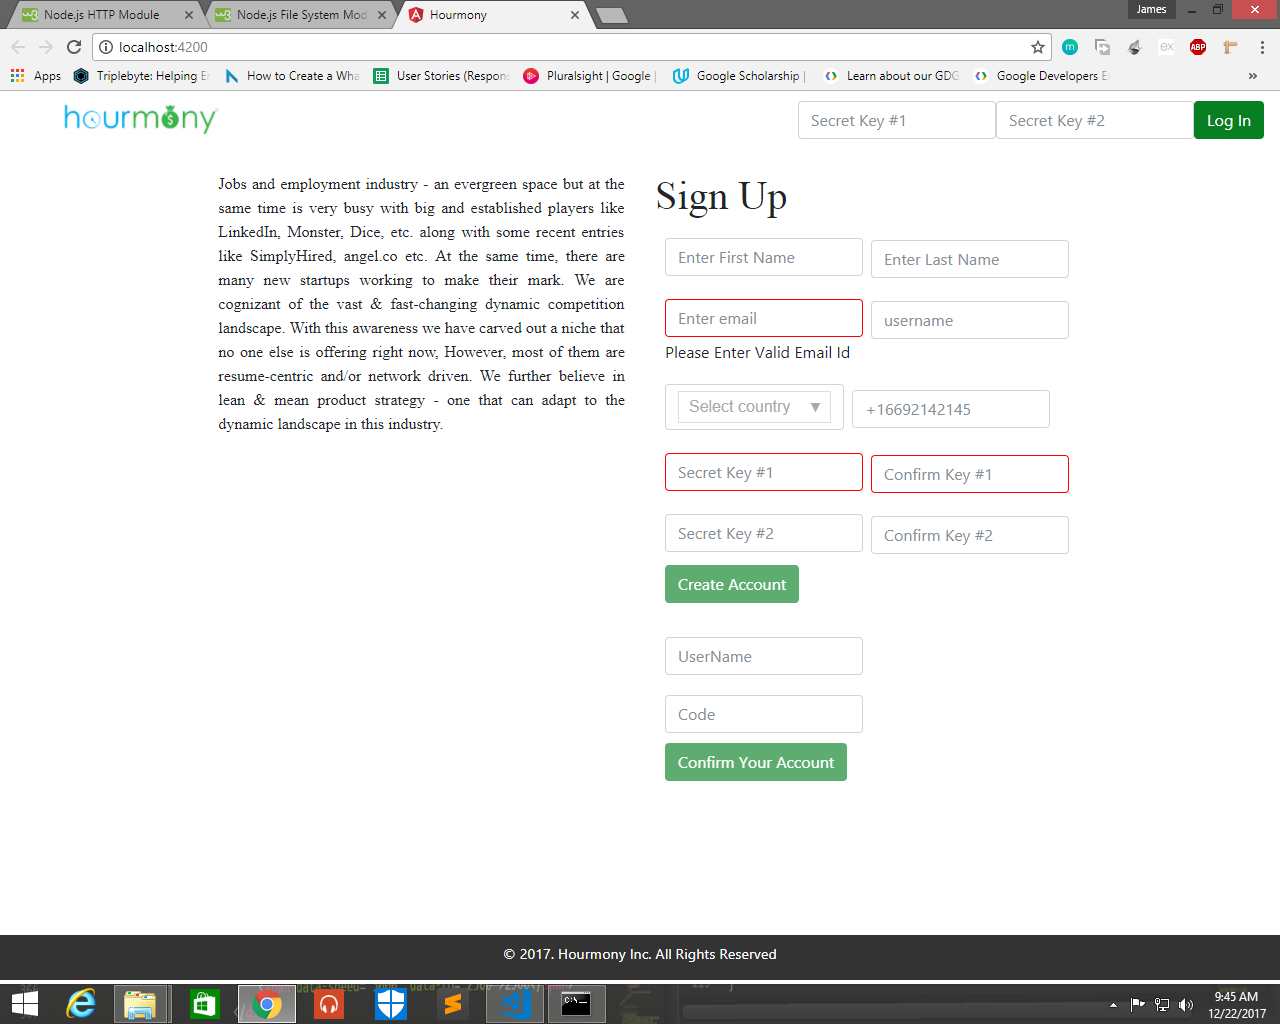 Node.js HTTP Module
Node.js File System Mod
Hourmony
James
localhost:4200
m
ex
ABP
Apps
Triplebyte: Helping E
How to Create a Wha
User Stories (Respons
Pluralsight | Google |
Google Scholarship |
Learn about our GDG
Google Developers E
»
hourmony
Secret Key #1
Secret Key #2
Log In
Jobs and employment industry - an evergreen space but at the
same time is very busy with big and established players like
LinkedIn, Monster, Dice, etc. along with some recent entries
like SimplyHired, angel.co etc. At the same time, there are
many new startups working to make their mark. We are
cognizant of the vast & fast-changing dynamic competition
landscape. With this awareness we have carved out a niche that
no one else is offering right now, However, most of them are
resume-centric and/or network driven. We further believe in
lean & mean product strategy - one that can adapt to the
dynamic landscape in this industry.
Sign Up
Enter First Name
Enter Last Name
Enter email
username
Please Enter Valid Email Id
Select country
+16692142145
Secret Key #1
Confirm Key #1
Secret Key #2
Confirm Key #2
Create Account
UserName
Code
Confirm Your Account
© 2017. Hourmony Inc. All Rights Reserved
9:45 AM
12/22/2017